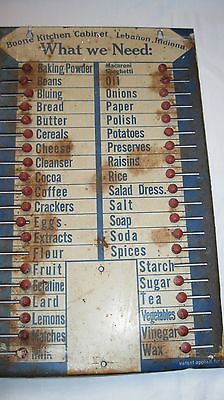 Boone Kitchen Cabinet, Lebanon, Indiana
What we Need:
Baking-Powder
Beans
Bluing
Bread
Butter
Cereals
Cheese
Cleanser
Cocoa
Coffee
Crackers
Eggs
Extracts
Flour
Fruit
Gelatine
Lard
Lemons
Matches
Milk
Macaroni
Spaghetti
Oil
Onions
Paper
Polish
Potatoes
Preserves
Raisins
Rice
Salad Dress.
Salt
Soap
Soda
Spices
Starch
Sugar
Tea
Vegetables
Vinegar
Wax